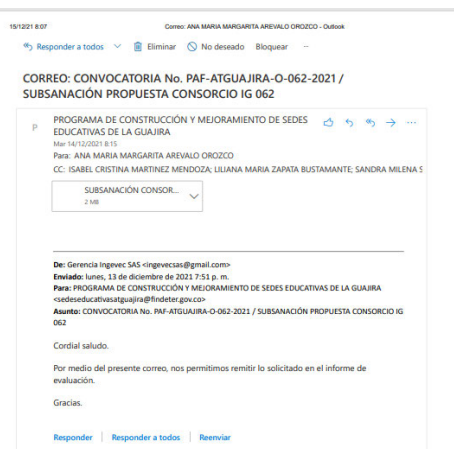 15/12/21 8:07
Correo: ANA MARIA MARGARITA AREVALO OROZCO - Outlook
Responder a todos Eliminar No deseado Bloquear ···
CORREO: CONVOCATORIA No. PAF-ATGUAJIRA-O-062-2021 /
SUBSANACIÓN PROPUESTA CONSORCIO IG 062
P
PROGRAMA DE CONSTRUCCIÓN Y MEJORAMIENTO DE SEDES
EDUCATIVAS DE LA GUAJIRA
Mar 14/12/2021 8:15
Para: ANA MARIA MARGARITA AREVALO OROZCO
CC: ISABEL CRISTINA MARTINEZ MENDOZA; LILIANA MARIA ZAPATA BUSTAMANTE; SANDRA MILENA S
SUBSANACIÓN CONSOR...
2 MB
De: Gerencia Ingevec SAS <ingevecsas@gmail.com>
Enviado: lunes, 13 de diciembre de 2021 7:51 p. m.
Para: PROGRAMA DE CONSTRUCCIÓN Y MEJORAMIENTO DE SEDES EDUCATIVAS DE LA GUAJIRA
<sedeseducativasatguajira@findeter.gov.co>
Asunto: CONVOCATORIA No. PAF-ATGUAJIRA-O-062-2021 / SUBSANACIÓN PROPUESTA CONSORCIO IG
062
Cordial saludo.
Por medio del presente correo, nos permitimos remitir lo solicitado en el informe de
evaluación.
Gracias.
Responder | Responder a todos | Reenviar